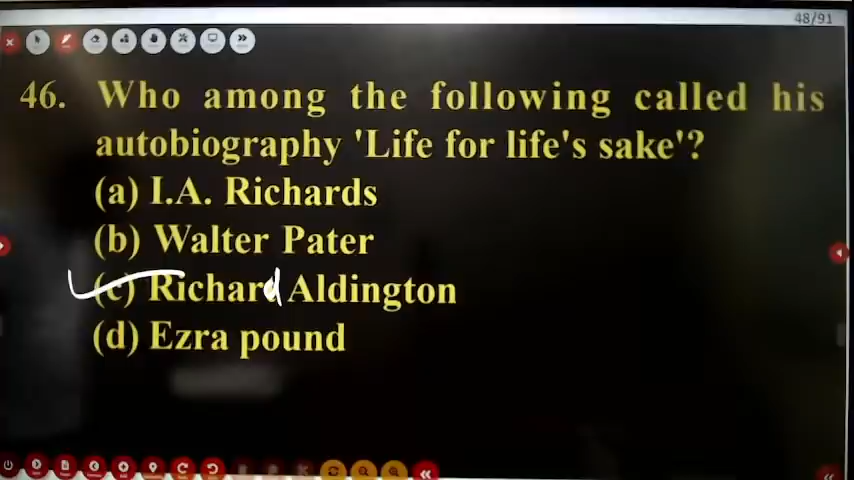 48/91
46. Who among the following called his
autobiography 'Life for life's sake'?
(a) I.A. Richards
(b) Walter Pater
(c) Richard Aldington
(d) Ezra pound